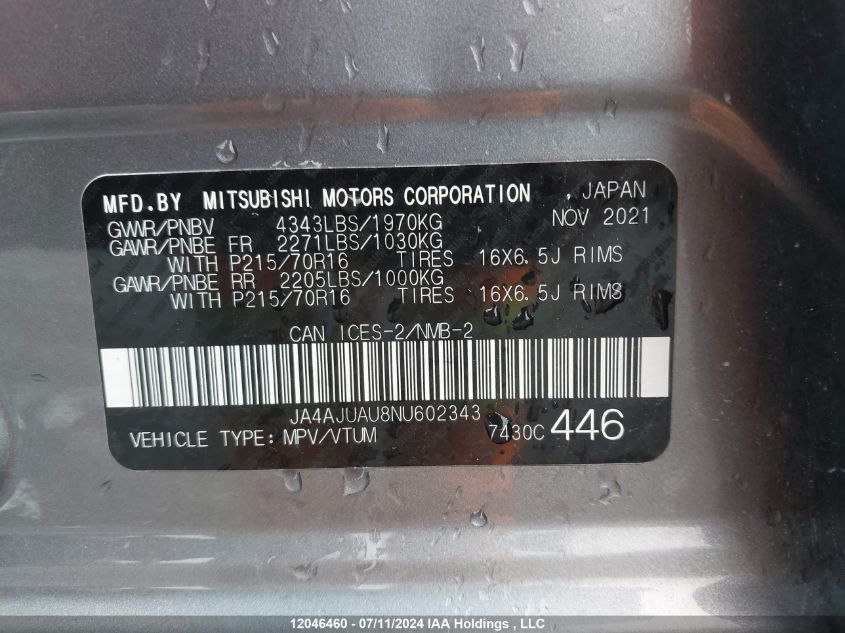 MFD.BY MITSUBISHI MOTORS CORPORATION , JAPAN
GWWR/PNBV 4343LBS/1970KG NOV 2021
GAWR/PNBE FR 2271LBS/1030KG
WITH P215/70R16 TIRES 16X6.5J RIMS
GAWR/PNBE RR 2205LBS/1000KG
WITH P215/70R16 TIRES 16X6.5J RIMS
CAN ICES-2/NMB-2
JA4AJUAU8NU602343
VEHICLE TYPE: MPV/VTUM 7430C 446
12046460 - 07/11/2024 IAA Holdings, LLC